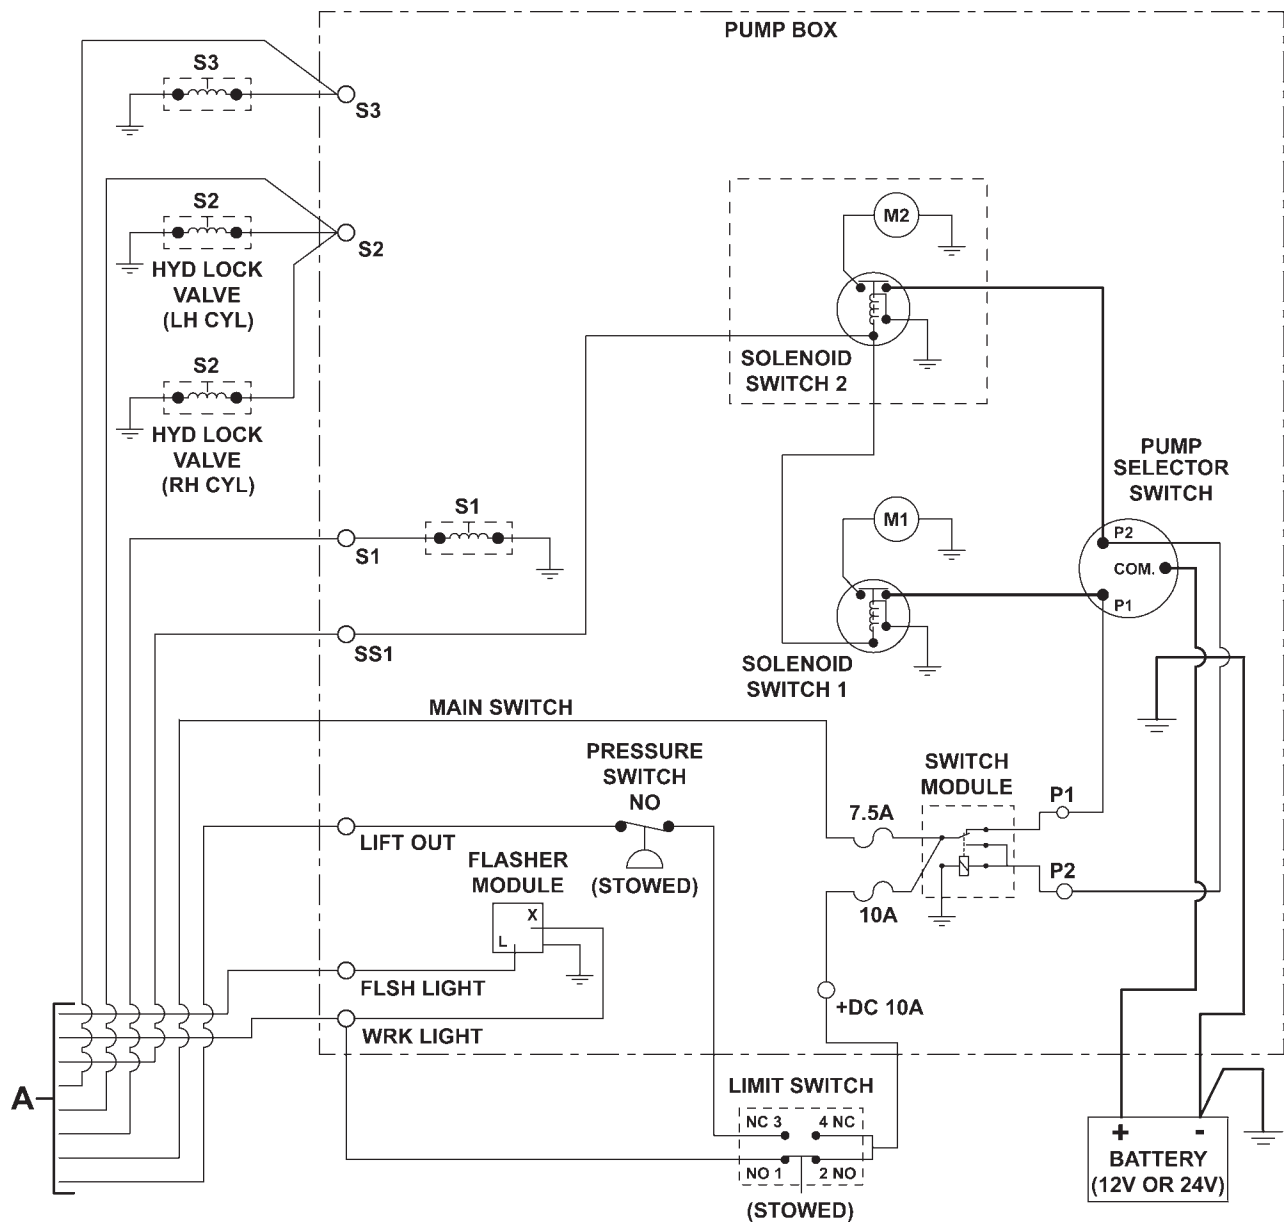 PUMP BOX
S3
S3
S2
S2
HYD LOCK
VALVE
(LH CYL)
S2
HYD LOCK
VALVE
(RH CYL)
M2
SOLENOID
SWITCH 2
PUMP
SELECTOR
SWITCH
S1
S1
M1
P2
COM.
P1
SS1
SOLENOID
SWITCH 1
MAIN SWITCH
PRESSURE
SWITCH
NO
SWITCH
MODULE
7.5A
P1
LIFT OUT
FLASHER
MODULE
(STOWED)
P2
10A
X
L
FLSH LIGHT
+DC 10A
WRK LIGHT
A
LIMIT SWITCH
NC 3
4 NC
NO 1
2 NO
(STOWED)
+
-
BATTERY
(12V OR 24V)